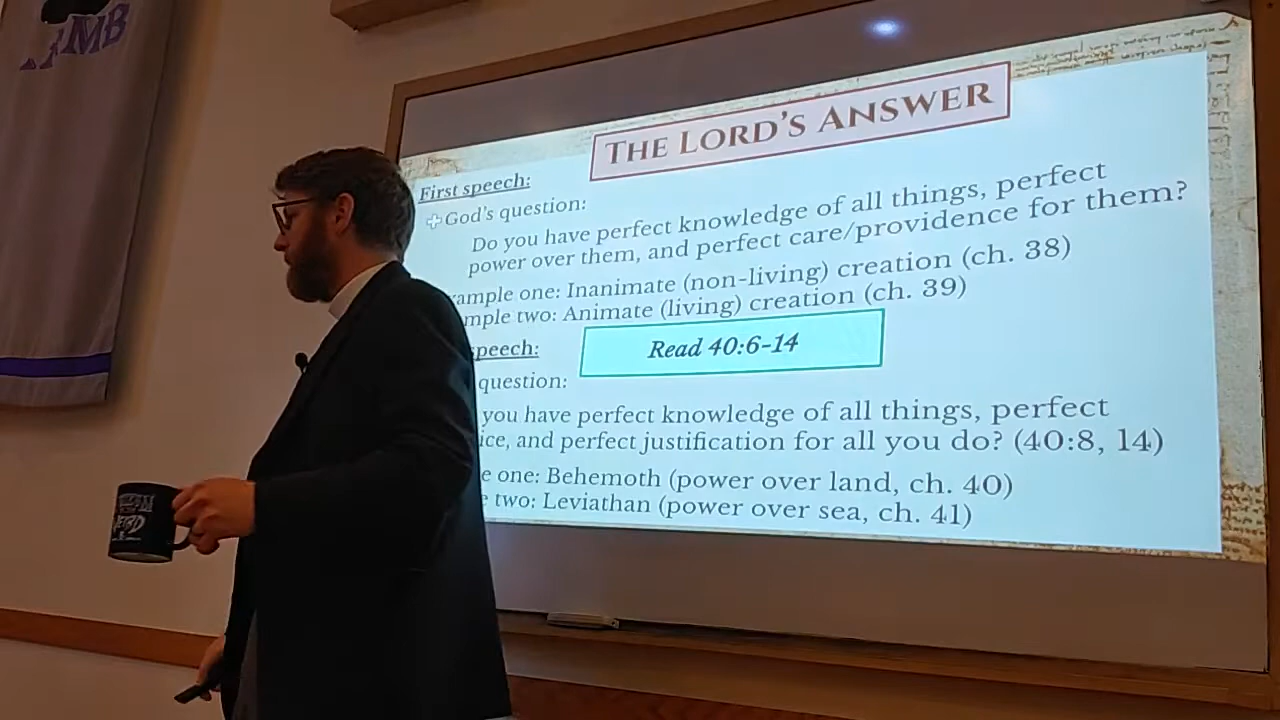 THE LORD'S ANSWER
First speech:
God's question:
Do you have perfect knowledge of all things, perfect
power over them, and perfect care/providence for them?
ample one: Inanimate (non-living) creation (ch. 38)
mple two: Animate (living) creation (ch. 39)
peech:
Read 40:6-14
question:
you have perfect knowledge of all things, perfect
ice, and perfect justification for all you do? (40:8, 14)
e one: Behemoth (power over land, ch. 40)
two: Leviathan (power over sea, ch. 41)